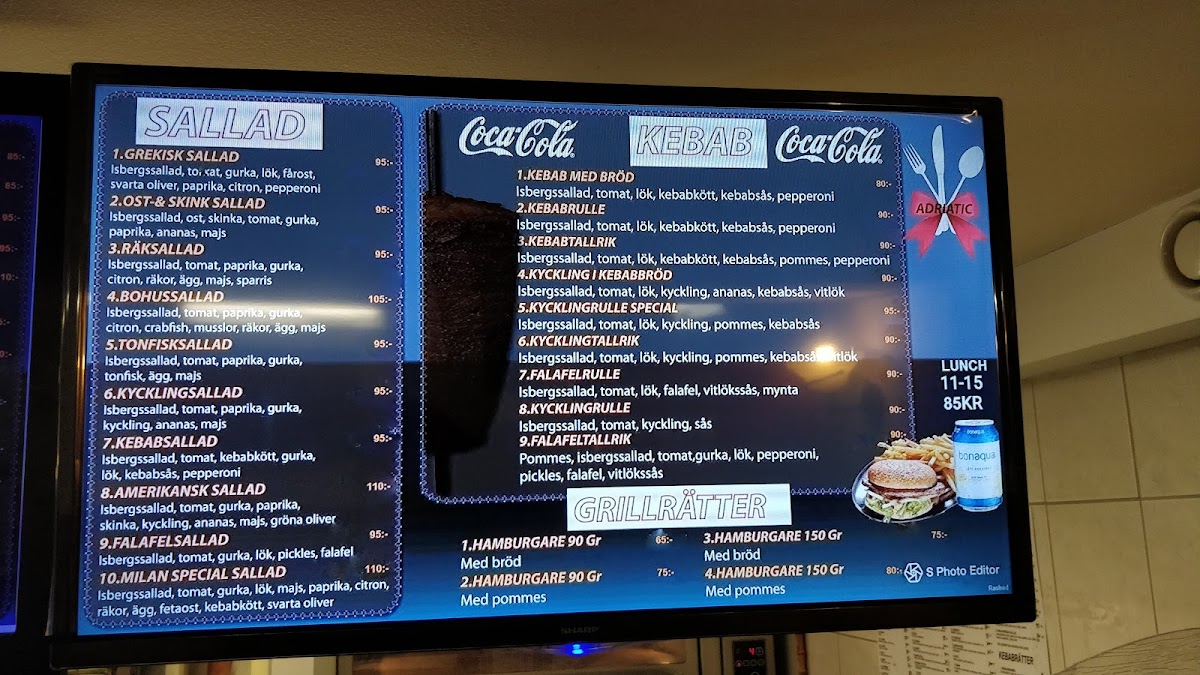 SALLAD
1.GREKISK SALLAD 95:-
Isbergssallad, tomat, gurka, lök, fårost,
svarta oliver, paprika, citron, pepperoni
2.OST-& SKINK SALLAD 95:-
Isbergssallad, ost, skinka, tomat, gurka,
paprika, ananas, majs
3.RÄKSALLAD 95:-
Isbergssallad, tomat, paprika, gurka,
citron, räkor, ägg, majs, sparris
4.BOHUSSALLAD 105:-
Isbergssallad, tomat, paprika, gurka,
citron, crabfish, musslor, räkor, ägg, majs
5.TONFISKSALLAD 95:-
Isbergssallad, tomat, paprika, gurka,
tonfisk, ägg, majs
6.KYCKLINGSALLAD 95:-
Isbergssallad, tomat, paprika, gurka,
kyckling, ananas, majs
7.KEBABSALLAD 95:-
Isbergssallad, tomat, kebabkött, gurka,
lök, kebabsås, pepperoni
8.AMERIKANSK SALLAD 110:-
Isbergssallad, tomat, gurka, paprika,
skinka, kyckling, ananas, majs, gröna oliver
9.FALAFELSALLAD 95:-
Isbergssallad, tomat, gurka, lök, pickles, falafel
10.MILAN SPECIAL SALLAD 110:-
Isbergssallad, tomat, gurka, lök, majs, paprika, citron,
räkor, ägg, fetaost, kebabkött, svarta oliver
Coca-Cola KEBAB Coca-Cola
1.KEBAB MED BRÖD 80:-
Isbergssallad, tomat, lök, kebabkött, kebabsås, pepperoni
2.KEBABRULLE 90:-
Isbergssallad, tomat, lök, kebabkött, kebabsås, pepperoni
3.KEBABTALLRIK 90:-
Isbergssallad, tomat, lök, kebabkött, kebabsås, pommes, pepperoni
4.KYCKLING I KEBABBRÖD 90:-
Isbergssallad, tomat, lök, kyckling, ananas, kebabsås, vitlök
5.KYCKLINGRULLE SPECIAL 95:-
Isbergssallad, tomat, lök, kyckling, pommes, kebabsås
6.KYCKLINGTALLRIK 90:-
Isbergssallad, tomat, lök, kyckling, pommes, kebabsås, vitlök
7.FALAFELRULLE 90:-
Isbergssallad, tomat, lök, falafel, vitlökssås, mynta
8.KYCKLINGRULLE 90:-
Isbergssallad, tomat, kyckling, sås
9.FALAFELTALLRIK 90:-
Pommes, isbergssallad, tomat,gurka, lök, pepperoni,
pickles, falafel, vitlökssås
GRILLRÄTTER
1.HAMBURGARE 90 Gr 65:-
Med bröd
2.HAMBURGARE 90 Gr 75:-
Med pommes
3.HAMBURGARE 150 Gr 75:-
Med bröd
4.HAMBURGARE 150 Gr 80:-
Med pommes
ADRIATIC
LUNCH
11-15
85KR
bonaqua
S Photo Editor
SHARP
KEBABRÄTTER